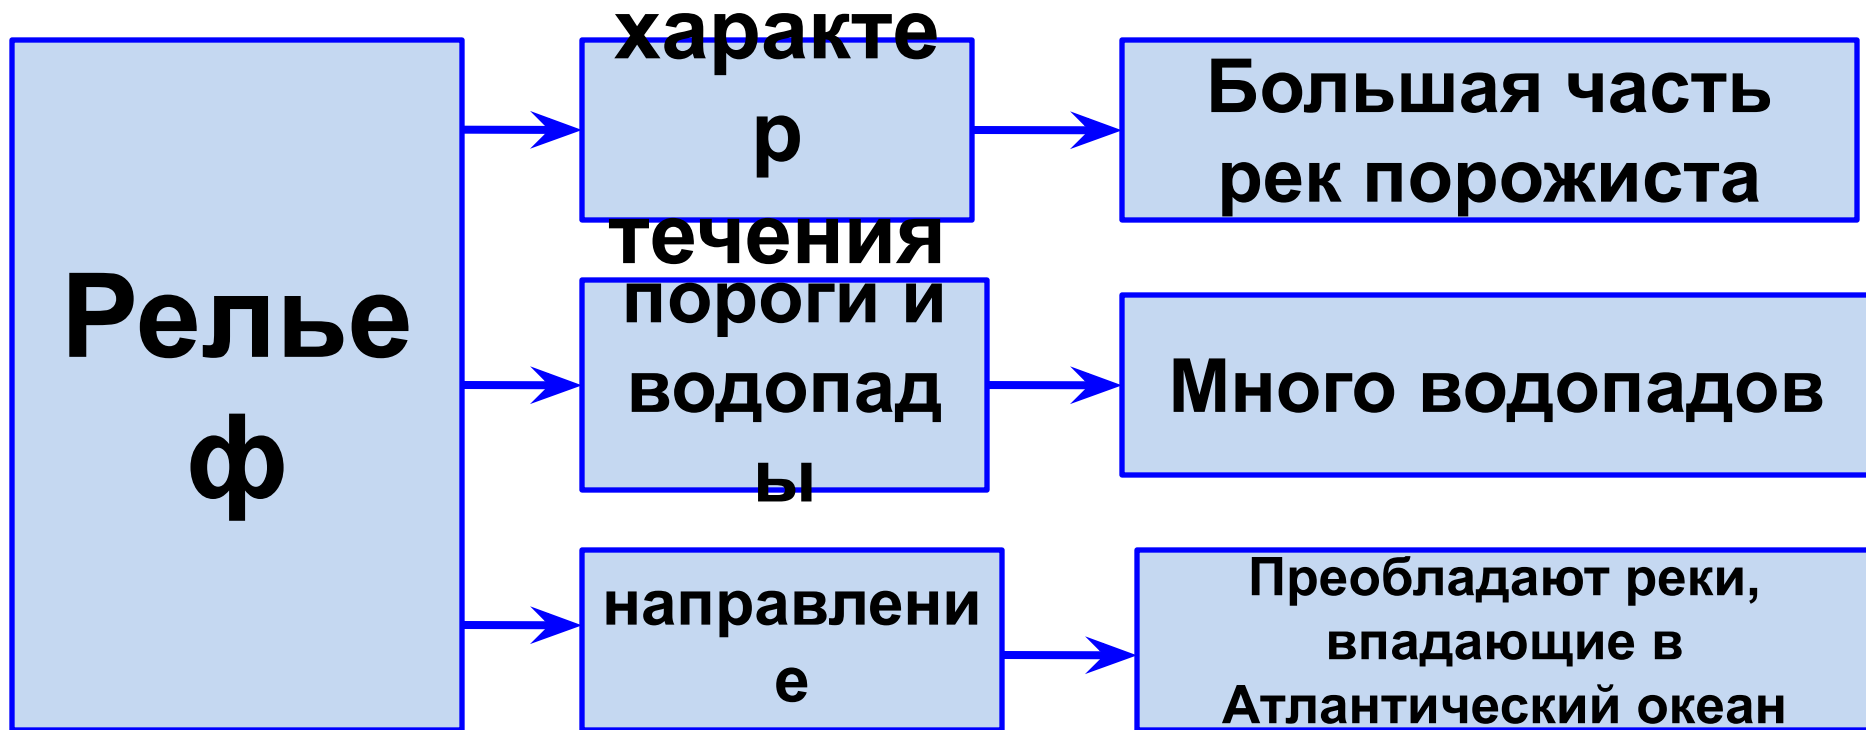 Релье
ф
характе
р
течения
Большая часть
рек порожиста
пороги и
водопад
ы
Много водопадов
направлени
е
Преобладают реки,
впадающие в
Атлантический океан